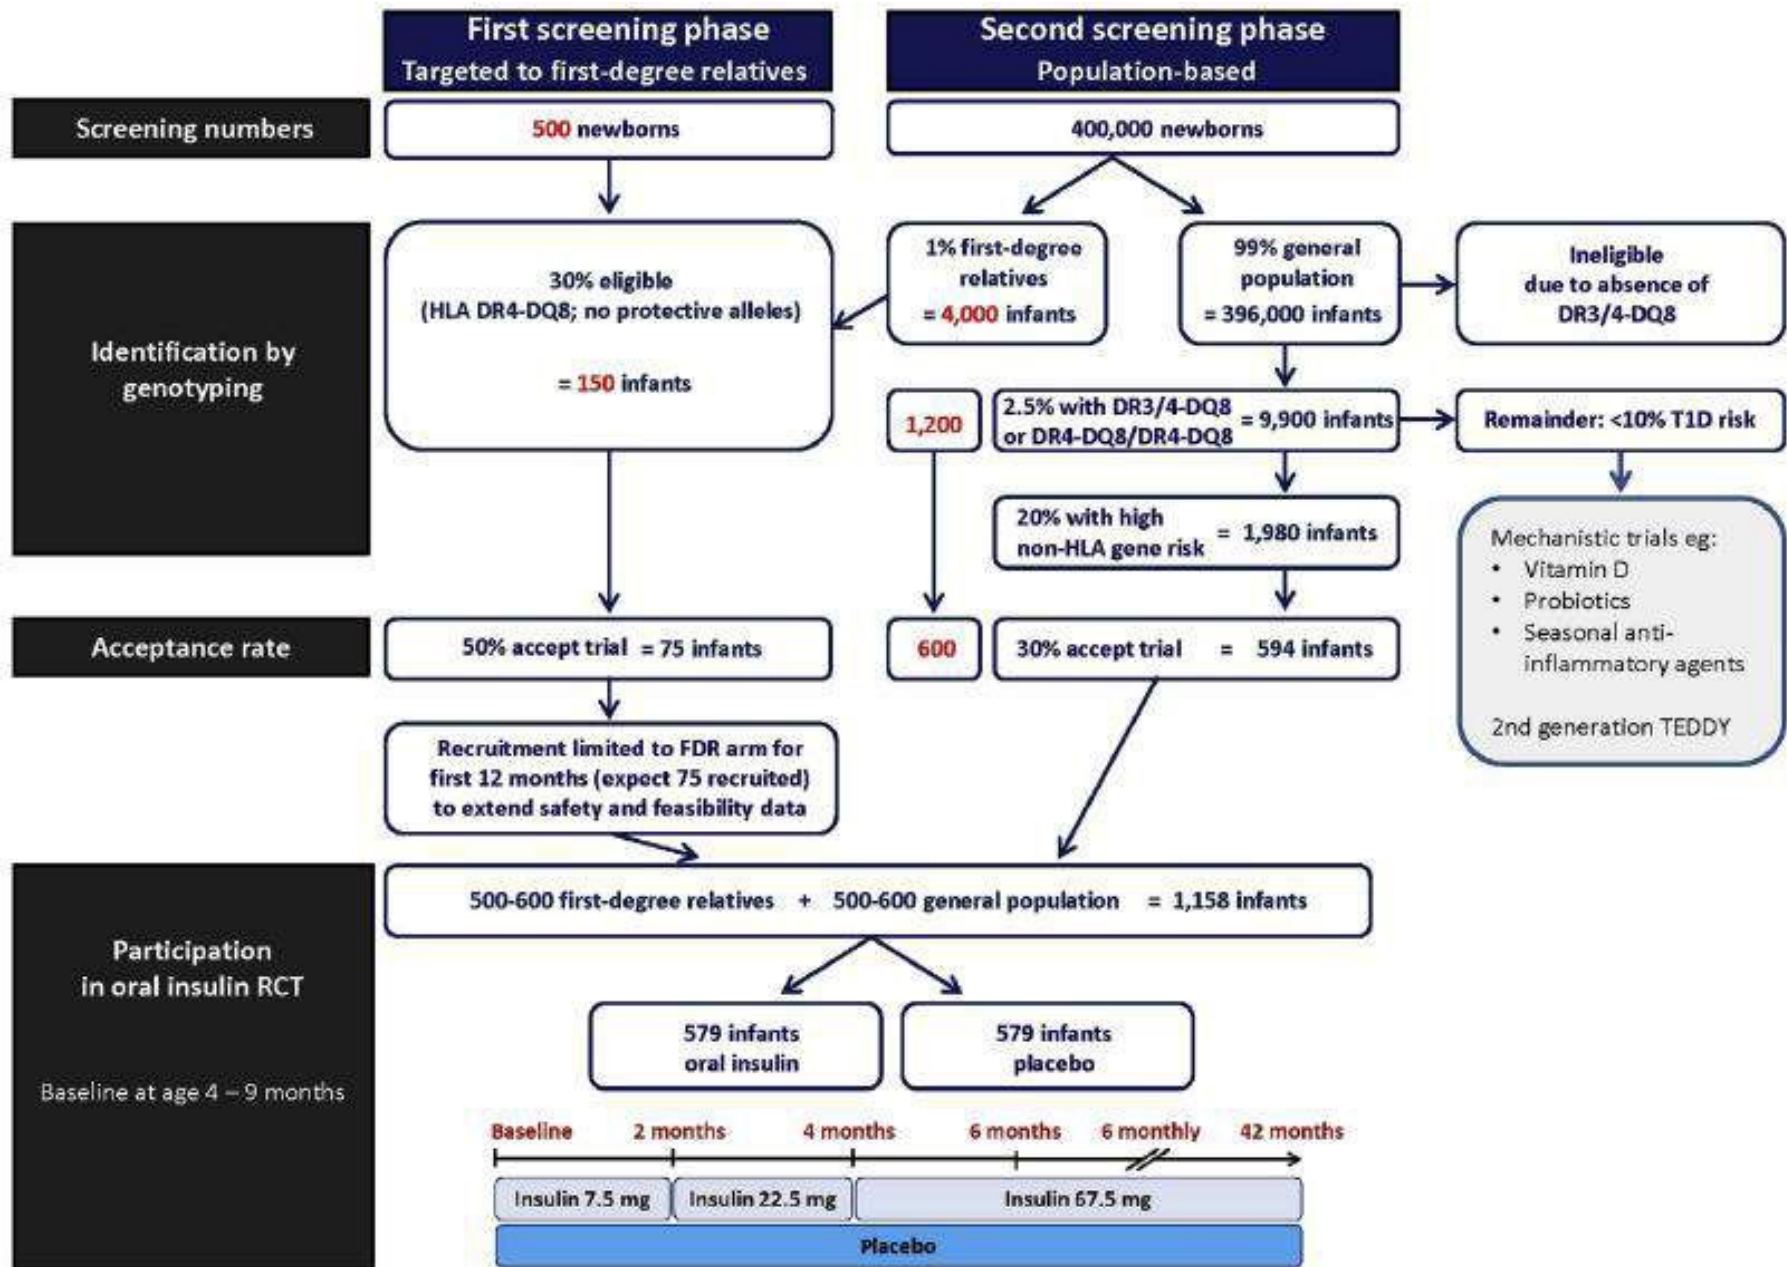 First screening phase
Targeted to first-degree relatives
Second screening phase
Population-based
Screening numbers
500 newborns
400,000 newborns
Identification by
genotyping
30% eligible
(HLA DR4-DQ8; no protective alleles)
= 150 infants
1% first-degree
relatives
= 4,000 infants
99% general
population
= 396,000 infants
Ineligible
due to absence of
DR3/4-DQ8
1,200
2.5% with DR3/4-DQ8
or DR4-DQ8/DR4-DQ8
= 9,900 infants
Remainder: <10% T1D risk
20% with high
non-HLA gene risk
= 1,980 infants
Mechanistic trials eg:
• Vitamin D
• Probiotics
• Seasonal anti-
inflammatory agents
2nd generation TEDDY
Acceptance rate
50% accept trial = 75 infants
600
30% accept trial = 594 infants
Recruitment limited to FDR arm for
first 12 months (expect 75 recruited)
to extend safety and feasibility data
Participation
in oral insulin RCT
Baseline at age 4 – 9 months
500-600 first-degree relatives + 500-600 general population = 1,158 infants
579 infants
oral insulin
579 infants
placebo
Baseline 2 months 4 months 6 months 6 monthly 42 months
Insulin 7.5 mg Insulin 22.5 mg Insulin 67.5 mg
Placebo